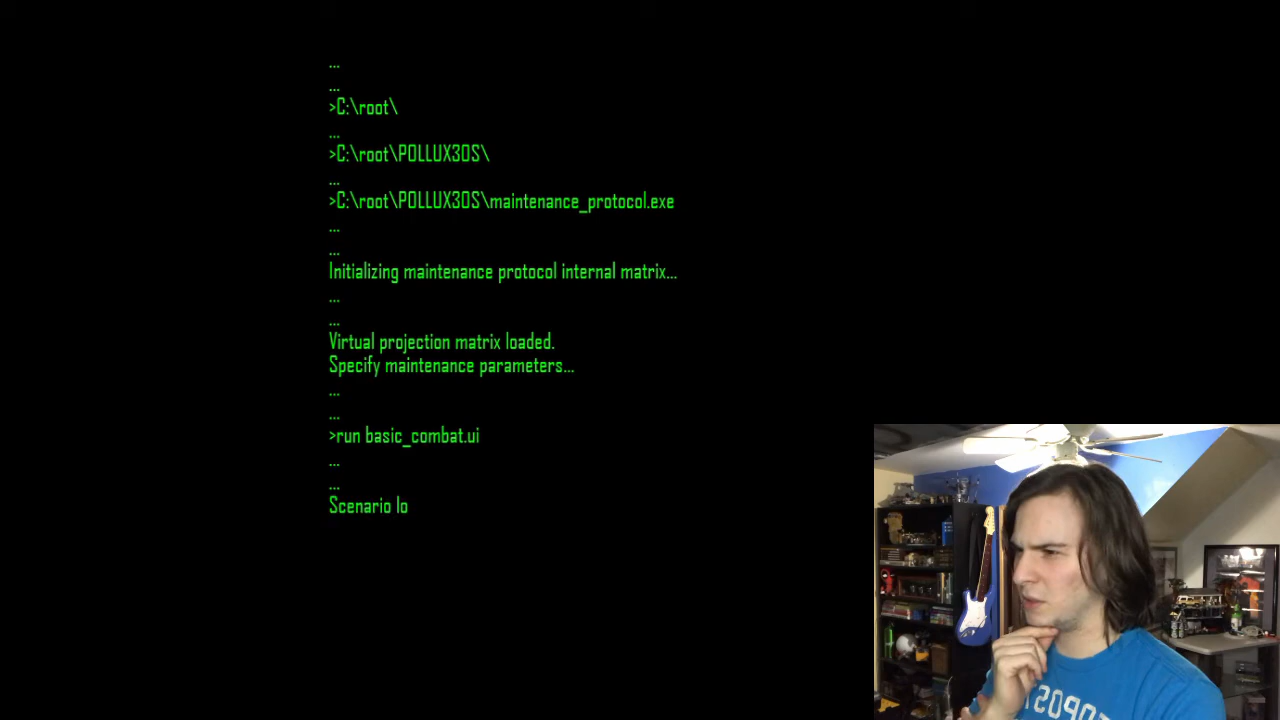 ...
...
>C:\root\
...
>C:\root\POLLUX3OS\
...
>C:\root\POLLUX3OS\maintenance_protocol.exe
...
...
Initializing maintenance protocol internal matrix...
...
...
Virtual projection matrix loaded.
Specify maintenance parameters...
...
...
>run basic_combat.ui
...
...
Scenario lo